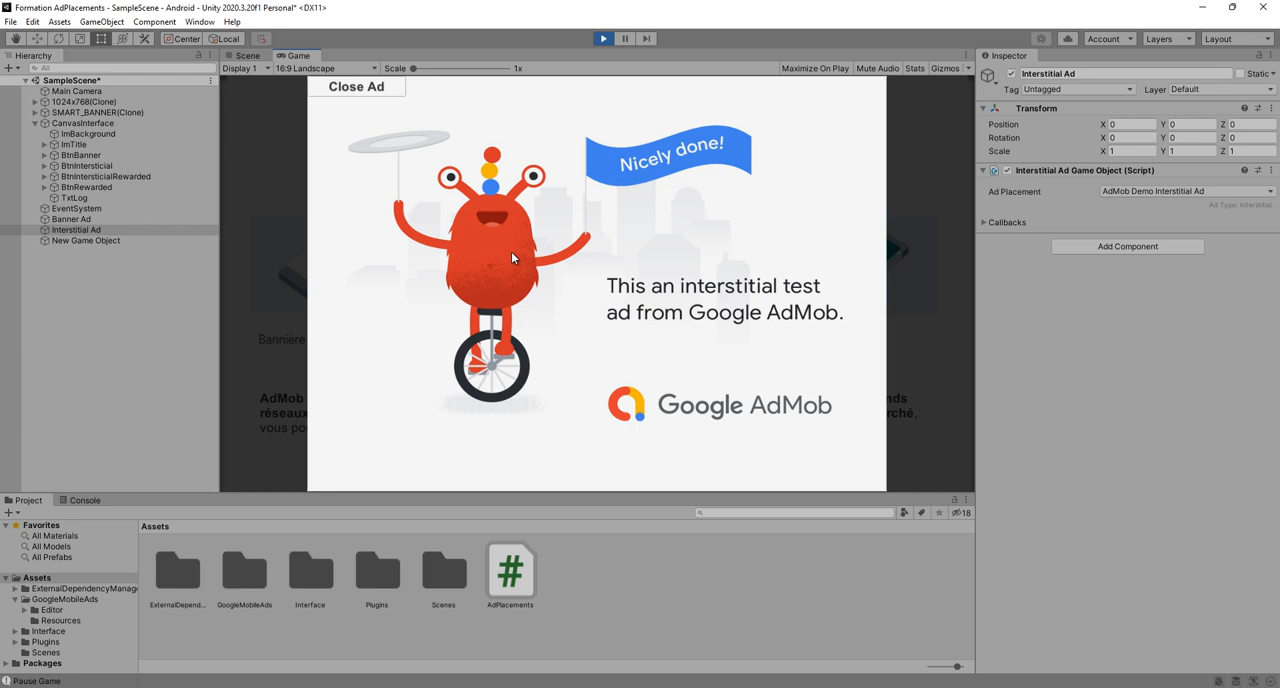 Formation AdPlacements - SampleScene - Android - Unity 2020.3.20f1 Personal* <DX11>
File Edit Assets GameObject Component Window Help
Center Local
Account Layers Layout
Hierarchy
All
SampleScene*
Main Camera
1024x768(Clone)
SMART_BANNER(Clone)
CanvasInterface
ImBackground
ImTitle
BtnBanner
BtnIntersticial
BtnIntersticialRewarded
BtnRewarded
TxtLog
EventSystem
Banner Ad
Interstitial Ad
New Game Object
Scene Game
Display 1 16:9 Landscape Scale 1x Maximize On Play Mute Audio Stats Gizmos
Close Ad
Nicely done!
This an interstitial test
ad from Google AdMob.
Google AdMob
Bannière
AdMob
réseaux
vous po
nds
rché.
Inspector
Interstitial Ad Static
Tag Untagged Layer Default
Transform
Position X 0 Y 0 Z 0
Rotation X 0 Y 0 Z 0
Scale X 1 Y 1 Z 1
Interstitial Ad Game Object (Script)
Ad Placement AdMob Demo Interstitial Ad
Ad Type: Interstitial
Callbacks
Add Component
Project Console
18
Favorites
All Materials
All Models
All Prefabs
Assets
ExternalDependencyManag
GoogleMobileAds
Editor
Resources
Interface
Plugins
Scenes
Packages
Assets
#
ExternalDepend... GoogleMobileAds Interface Plugins Scenes AdPlacements
Pause Game